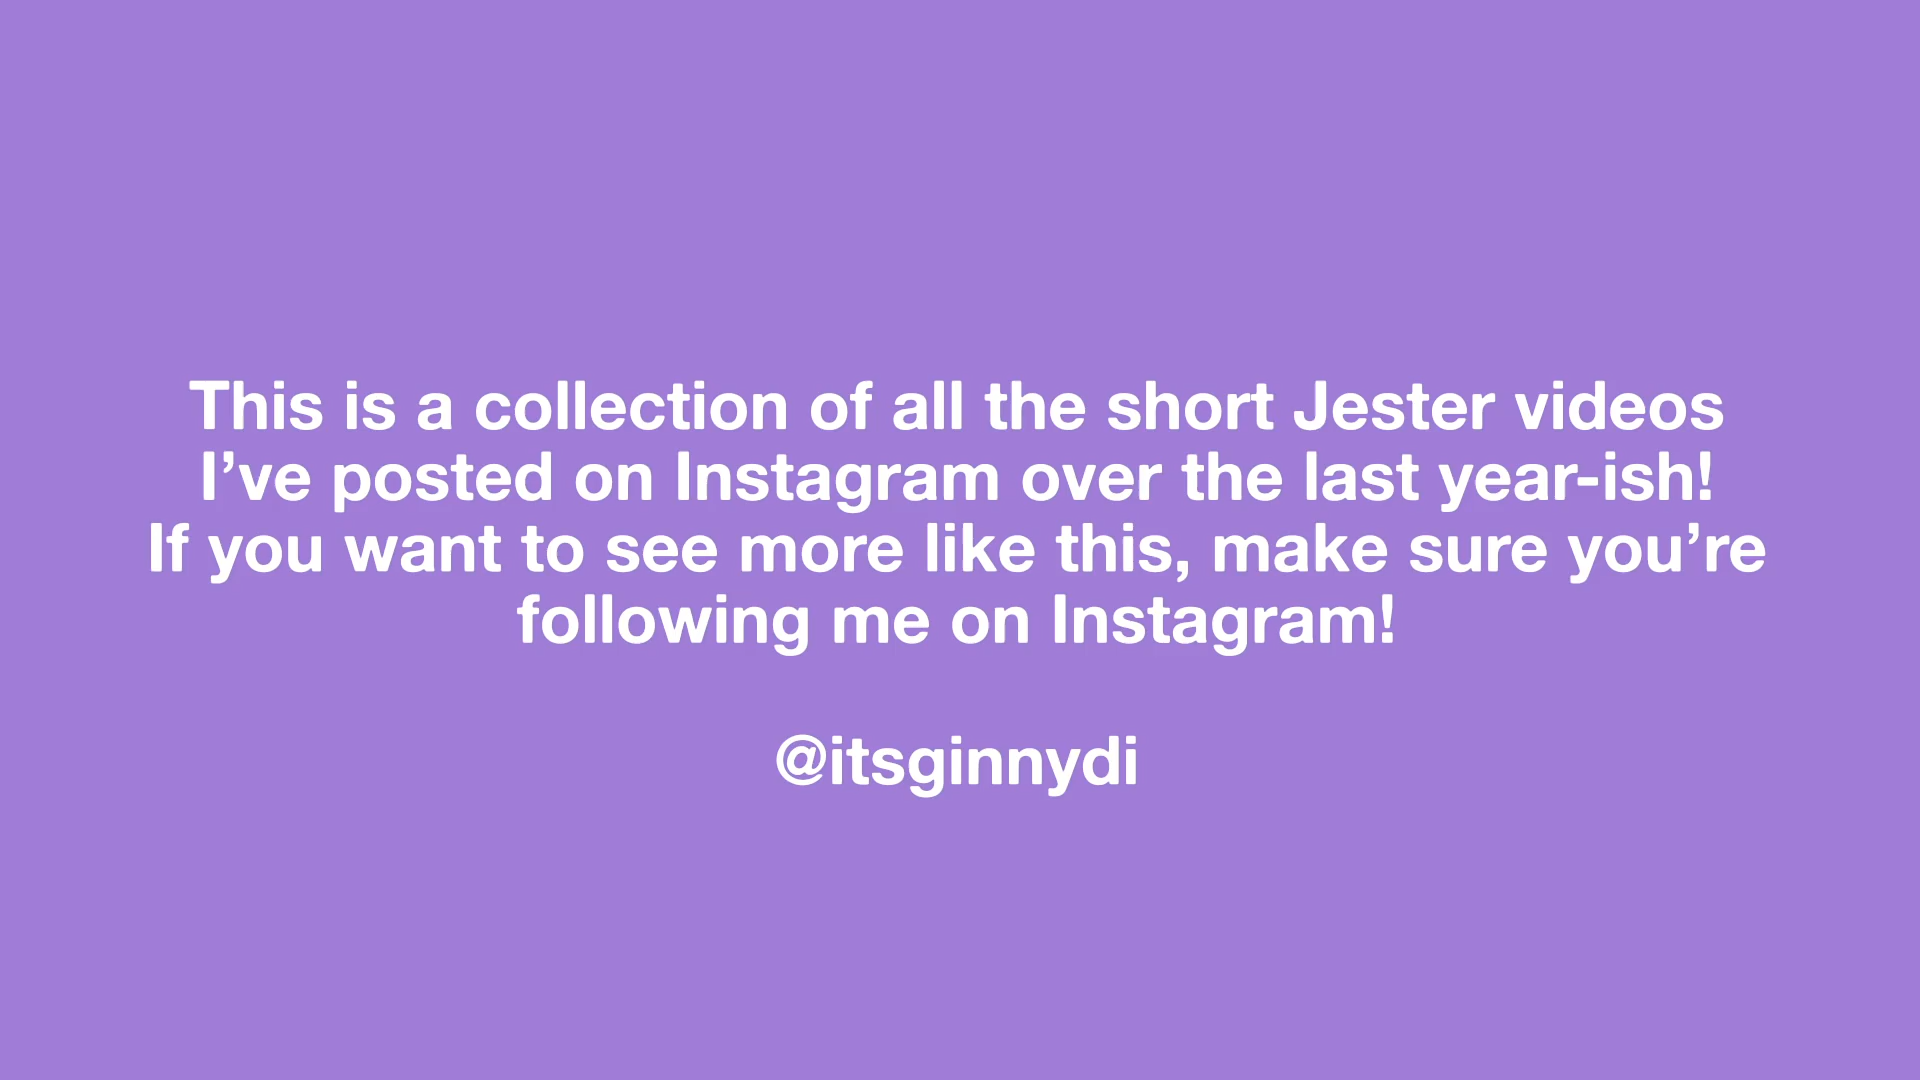 This is a collection of all the short Jester videos
I’ve posted on Instagram over the last year-ish!
If you want to see more like this, make sure you’re
following me on Instagram!
@itsginnydi